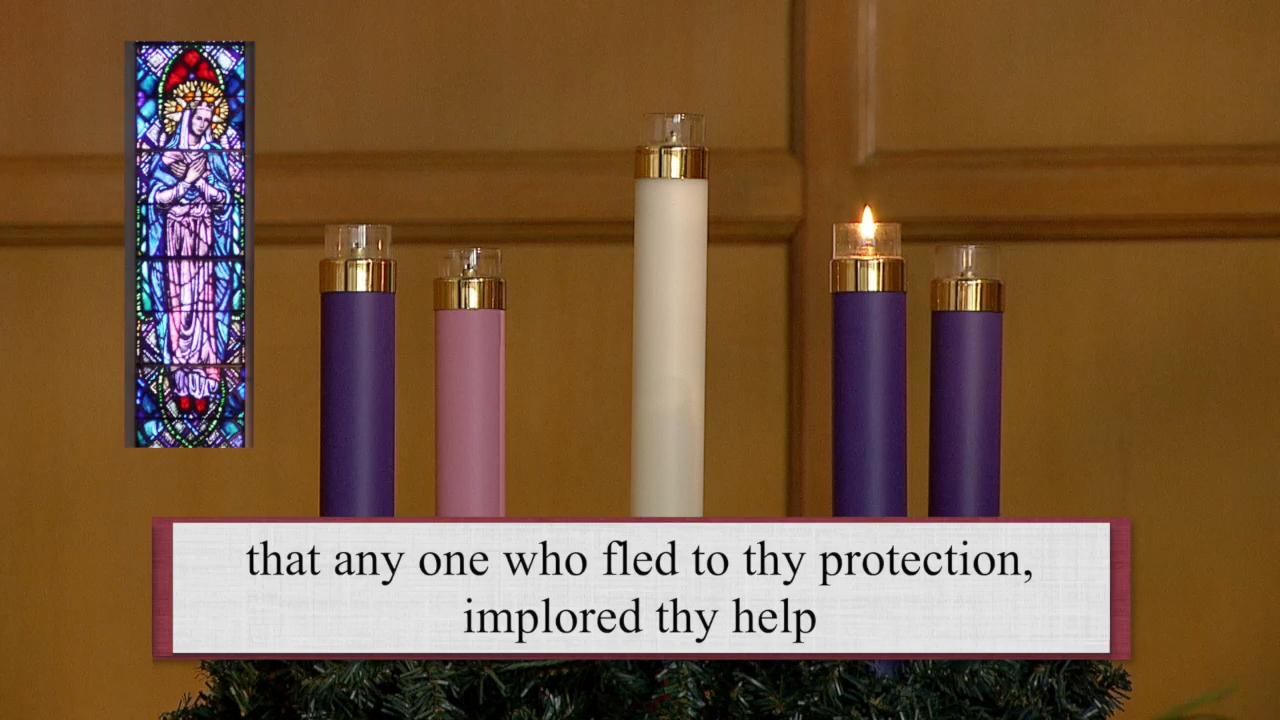 that any one who fled to thy protection,
implored thy help